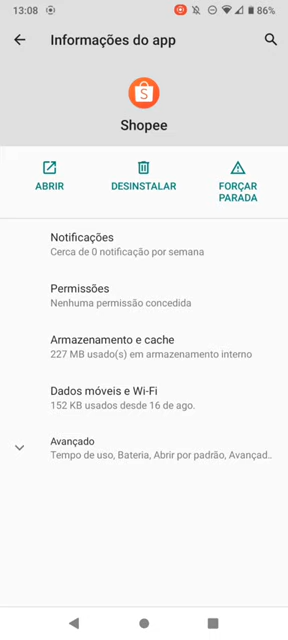 13:08 86%
Informações do app
S
Shopee
ABRIR DESINSTALAR FORÇAR PARADA
Notificações
Cerca de 0 notificação por semana
Permissões
Nenhuma permissão concedida
Armazenamento e cache
227 MB usado(s) em armazenamento interno
Dados móveis e Wi-Fi
152 KB usados desde 16 de ago.
Avançado
Tempo de uso, Bateria, Abrir por padrão, Avançad..